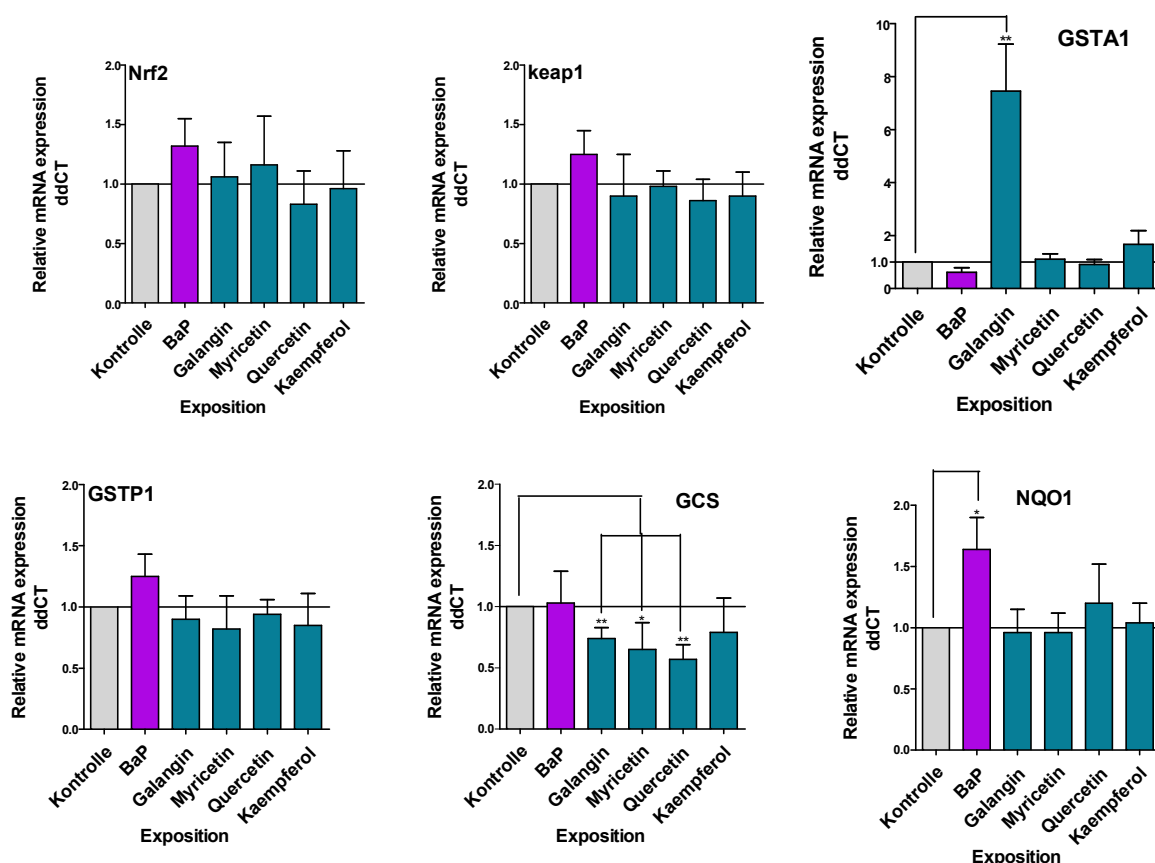 Nrf2
2.0
1.5
1.0
0.5
0.0
Relative mRNA expression
ddCT
Kontrolle
BaP
Galangin
Myricetin
Quercetin
Kaempferol
Exposition
keap1
2.0
1.5
1.0
0.5
0.0
Relative mRNA expression
ddCT
Kontrolle
BaP
Galangin
Myricetin
Quercetin
Kaempferol
Exposition
GSTA1
10
8
6
4
2
1.0
0
**
Relative mRNA expression
ddCT
Kontrolle
BaP
Galangin
Myricetin
Quercetin
Kaempferol
Exposition
GSTP1
2.0
1.5
1.0
0.5
0.0
Relative mRNA expression
ddCT
Kontrolle
BaP
Galangin
Myricetin
Quercetin
Kaempferol
Exposition
GCS
2.0
1.5
1.0
0.5
0.0
** * **
Relative mRNA expression
ddCT
Kontrolle
BaP
Galangin
Myricetin
Quercetin
Kaempferol
Exposition
NQO1
2.0
1.5
1.0
0.5
0.0
*
Relative mRNA expression
ddCT
Kontrolle
BaP
Galangin
Myricetin
Quercetin
Kaempferol
Exposition